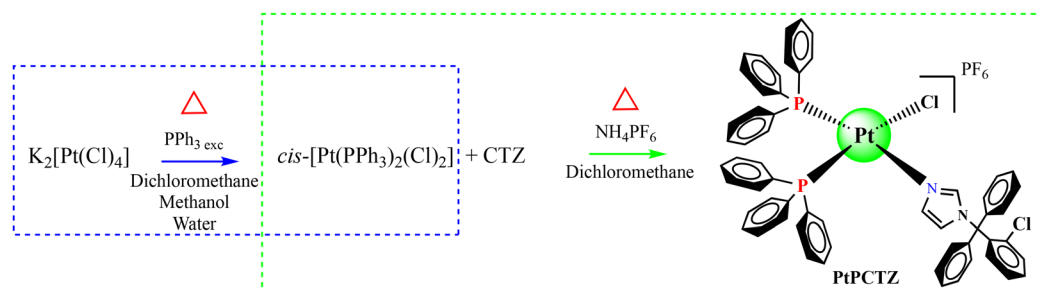 K2[Pt(Cl)4]
PPh3 exc
Dichloromethane
Methanol
Water
cis-[Pt(PPh3)2(Cl)2] + CTZ
NH4PF6
Dichloromethane
PF6
P
Cl
Pt
P
N
N
Cl
PtPCTZ